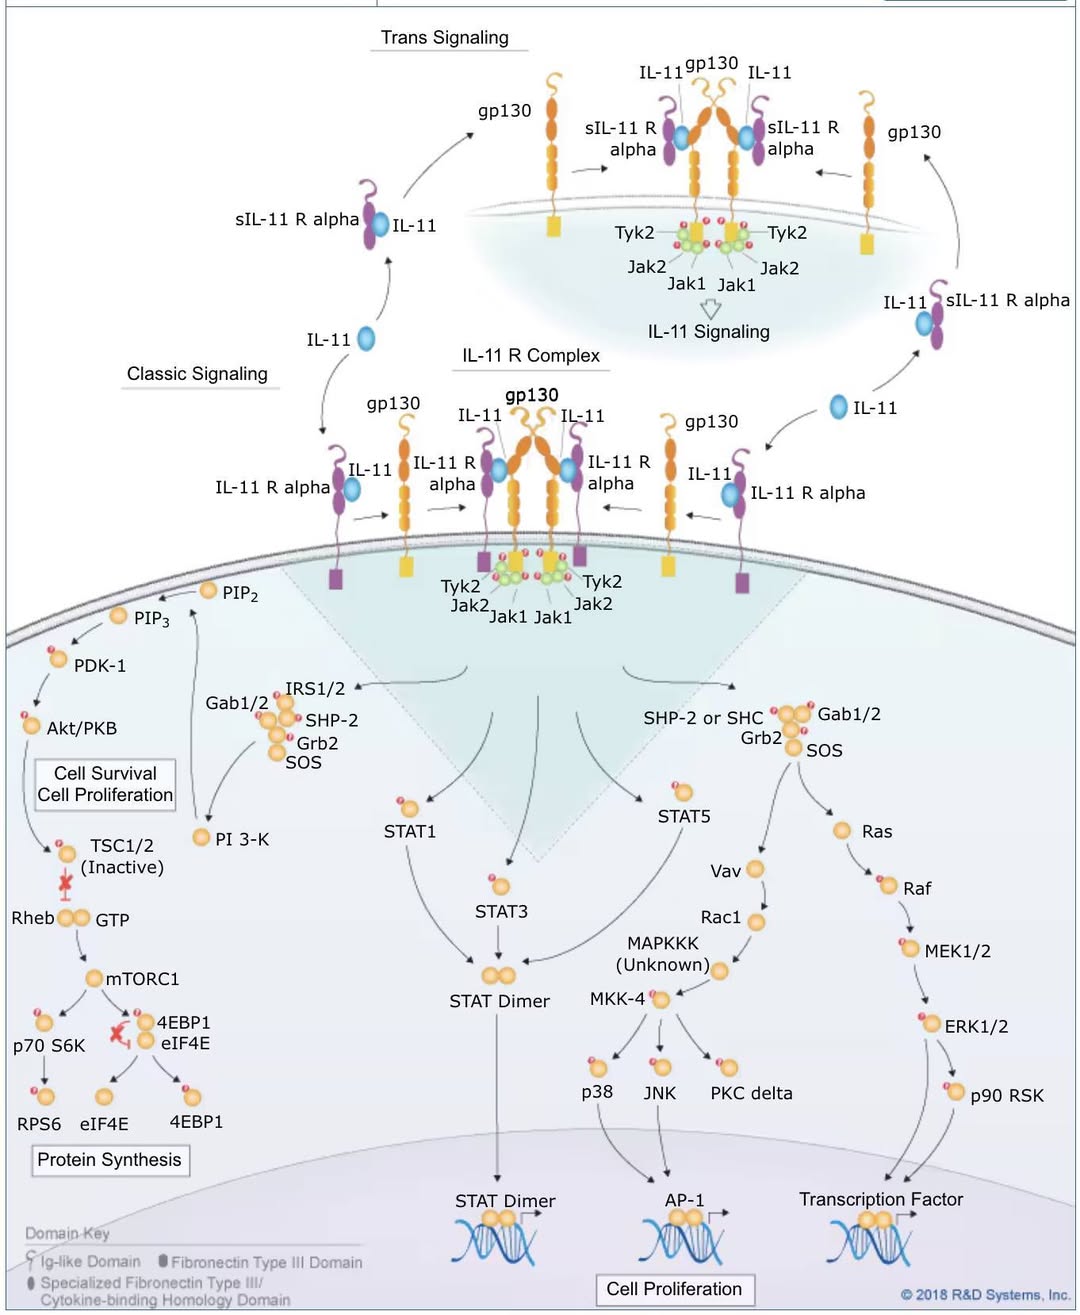 Trans Signaling
gp130
IL-11
gp130
IL-11
sIL-11 R
alpha
sIL-11 R
alpha
gp130
sIL-11 R alpha
IL-11
Tyk2
Tyk2
Jak2
Jak2
Jak1
Jak1
IL-11 Signaling
IL-11
sIL-11 R alpha
IL-11
IL-11
Classic Signaling
IL-11 R Complex
gp130
gp130
IL-11
IL-11
gp130
IL-11 R alpha
IL-11
IL-11 R
alpha
IL-11 R
alpha
IL-11
IL-11 R alpha
Tyk2
Jak2
Jak1
Jak1
Tyk2
Jak2
PIP2
PIP3
PDK-1
Akt/PKB
Cell Survival
Cell Proliferation
IRS1/2
Gab1/2
SHP-2
Grb2
SOS
PI 3-K
TSC1/2
(Inactive)
Rheb
GTP
mTORC1
p70 S6K
4EBP1
eIF4E
RPS6
eIF4E
4EBP1
Protein Synthesis
STAT1
STAT3
STAT5
STAT Dimer
SHP-2 or SHC
Gab1/2
Grb2
SOS
Vav
Rac1
MAPKKK
(Unknown)
MKK-4
p38
JNK
PKC delta
Ras
Raf
MEK1/2
ERK1/2
p90 RSK
STAT Dimer
AP-1
Transcription Factor
Cell Proliferation
Domain Key
Ig-like Domain
Fibronectin Type III Domain
Specialized Fibronectin Type III/
Cytokine-binding Homology Domain
© 2018 R&D Systems, Inc.